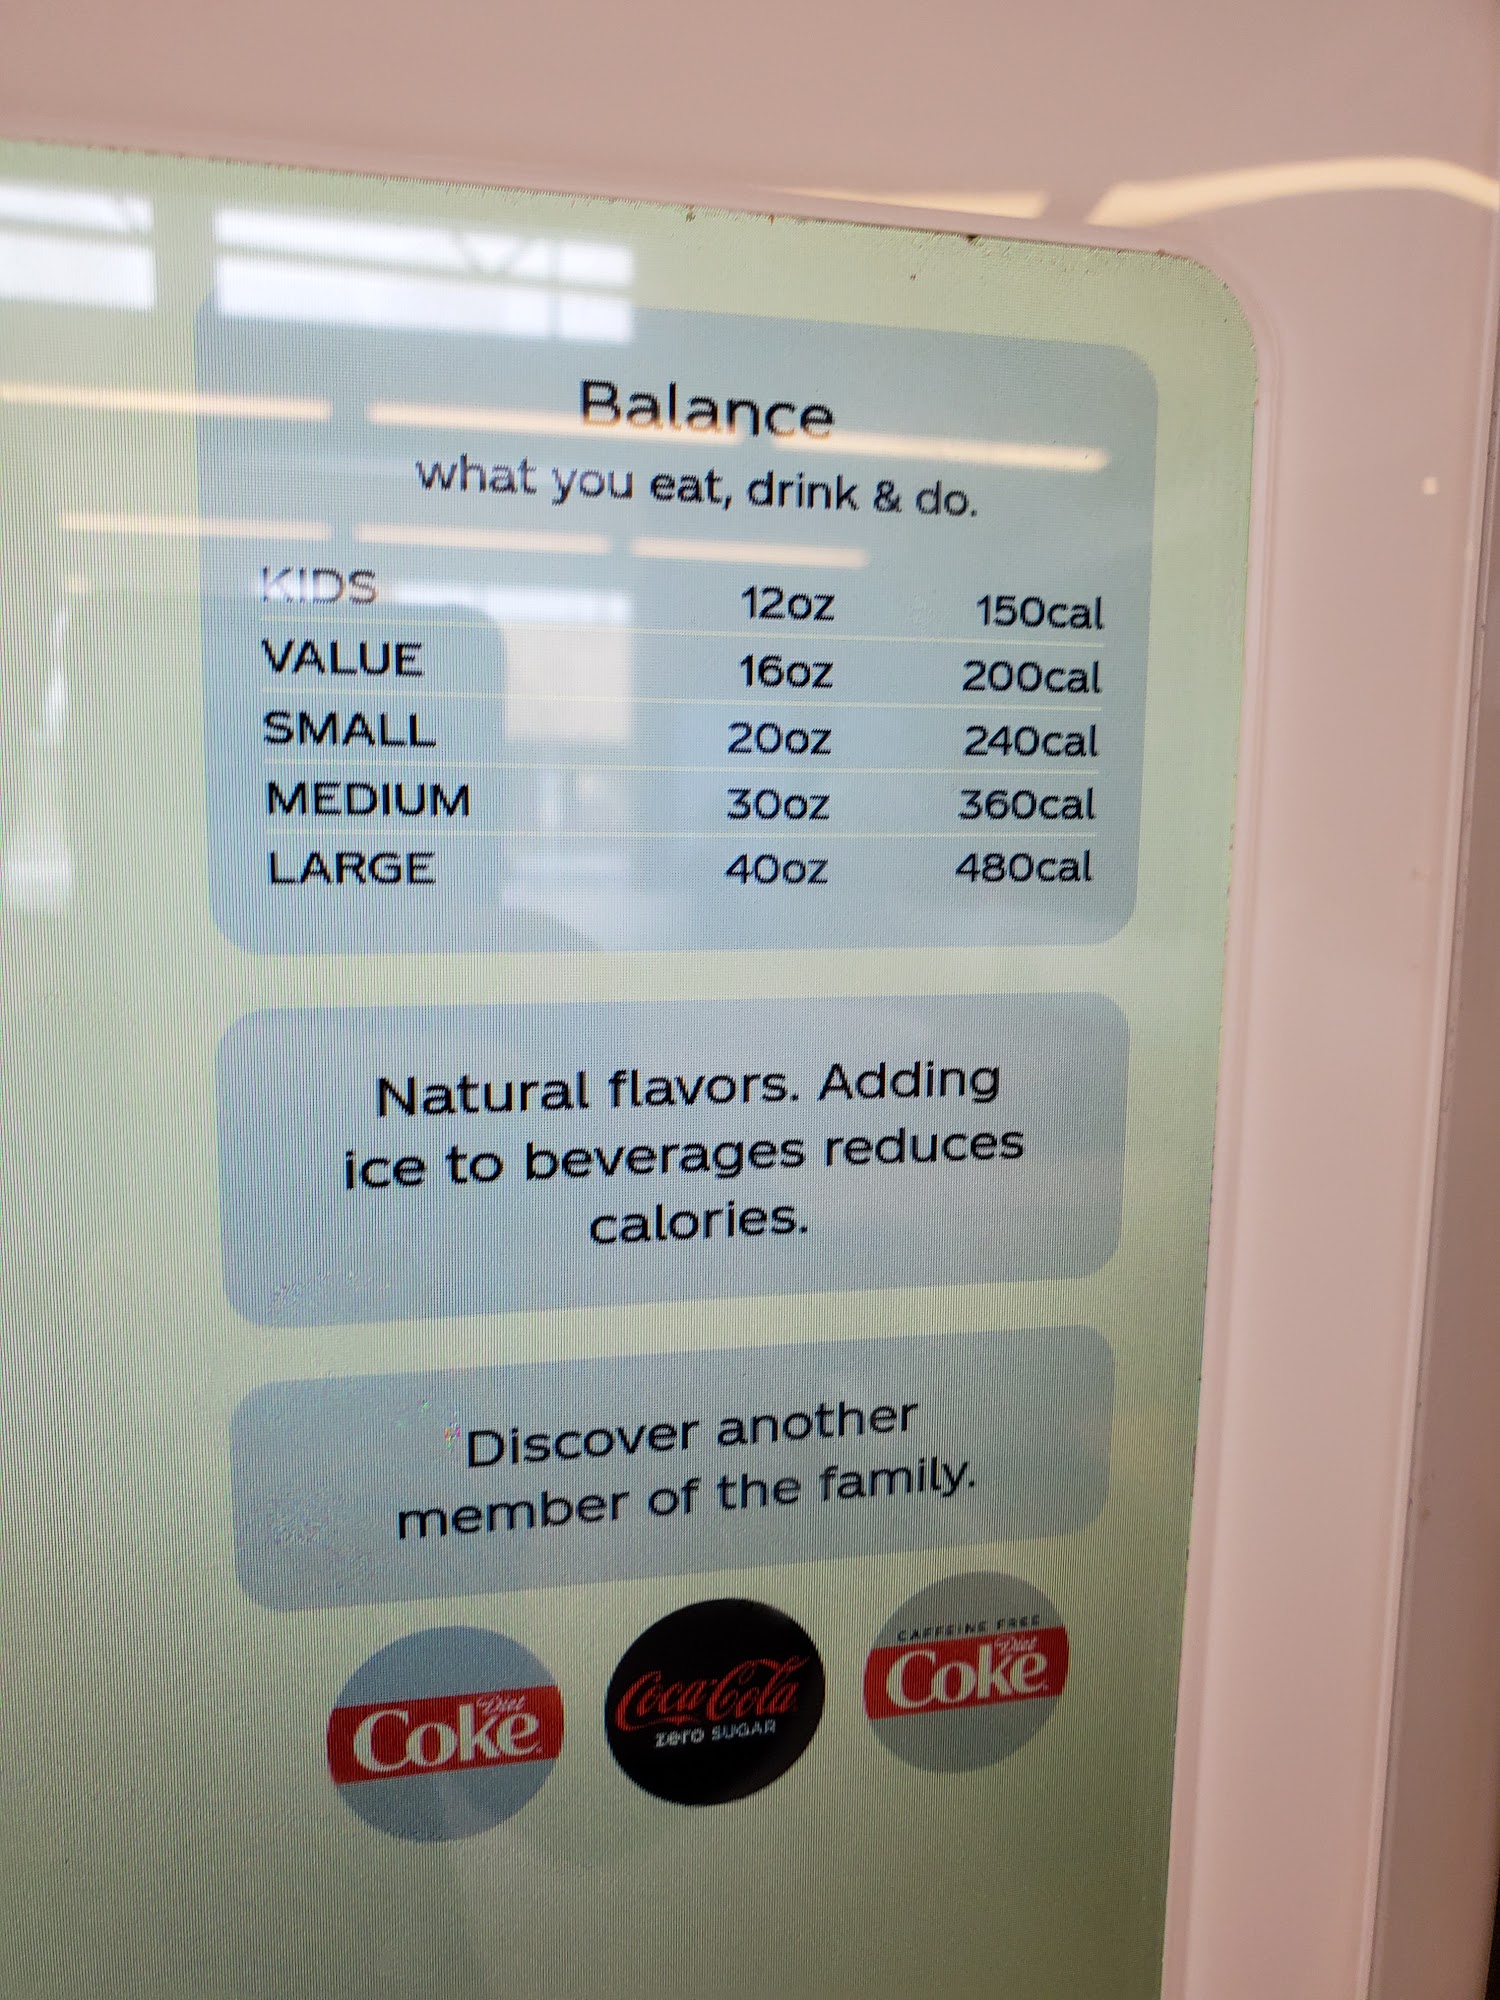 Balance
what you eat, drink & do.
KIDS 12oz 150cal
VALUE 16oz 200cal
SMALL 20oz 240cal
MEDIUM 30oz 360cal
LARGE 40oz 480cal
Natural flavors. Adding
ice to beverages reduces
calories.
Discover another
member of the family.
Diet
Coke
Coca-Cola
zero SUGAR
CAFFEINE FREE
Diet
Coke